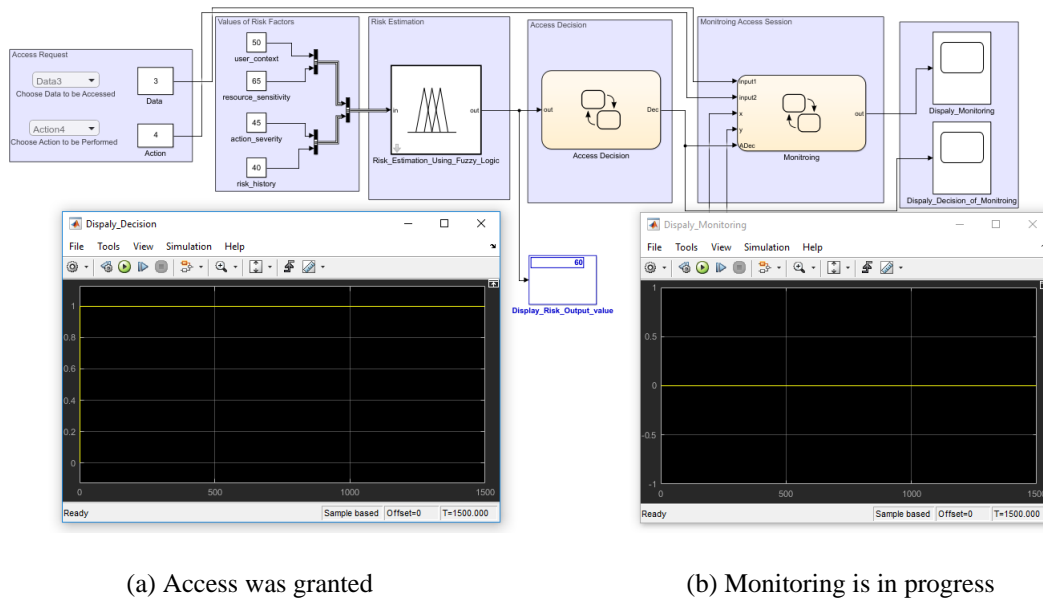 Access Request
Data3
Choose Data to be Accessed
Action4
Choose Action to be Performed
3
Data
4
Action
Values of Risk Factors
50
user_context
65
resource_sensitivity
45
action_severity
40
risk_history
Risk Estimation
in
out
Risk_Estimation_Using_Fuzzy_Logic
Access Decision
out
Dec
Access Decision
Monitroing Access Session
input1
input2
x
y
ADec
out
Monitroing
Dispaly_Monitoring
Dispaly_Decision_of_Monitroing
60
Display_Risk_Output_value
Dispaly_Decision
File Tools View Simulation Help
1
0.8
0.6
0.4
0.2
0
0 500 1000 1500
Ready Sample based Offset=0 T=1500.000
Dispaly_Monitoring
File Tools View Simulation Help
1
0.5
0
-0.5
-1
0 500 1000 1500
Ready Sample based Offset=0 T=1500.000
(a) Access was granted
(b) Monitoring is in progress